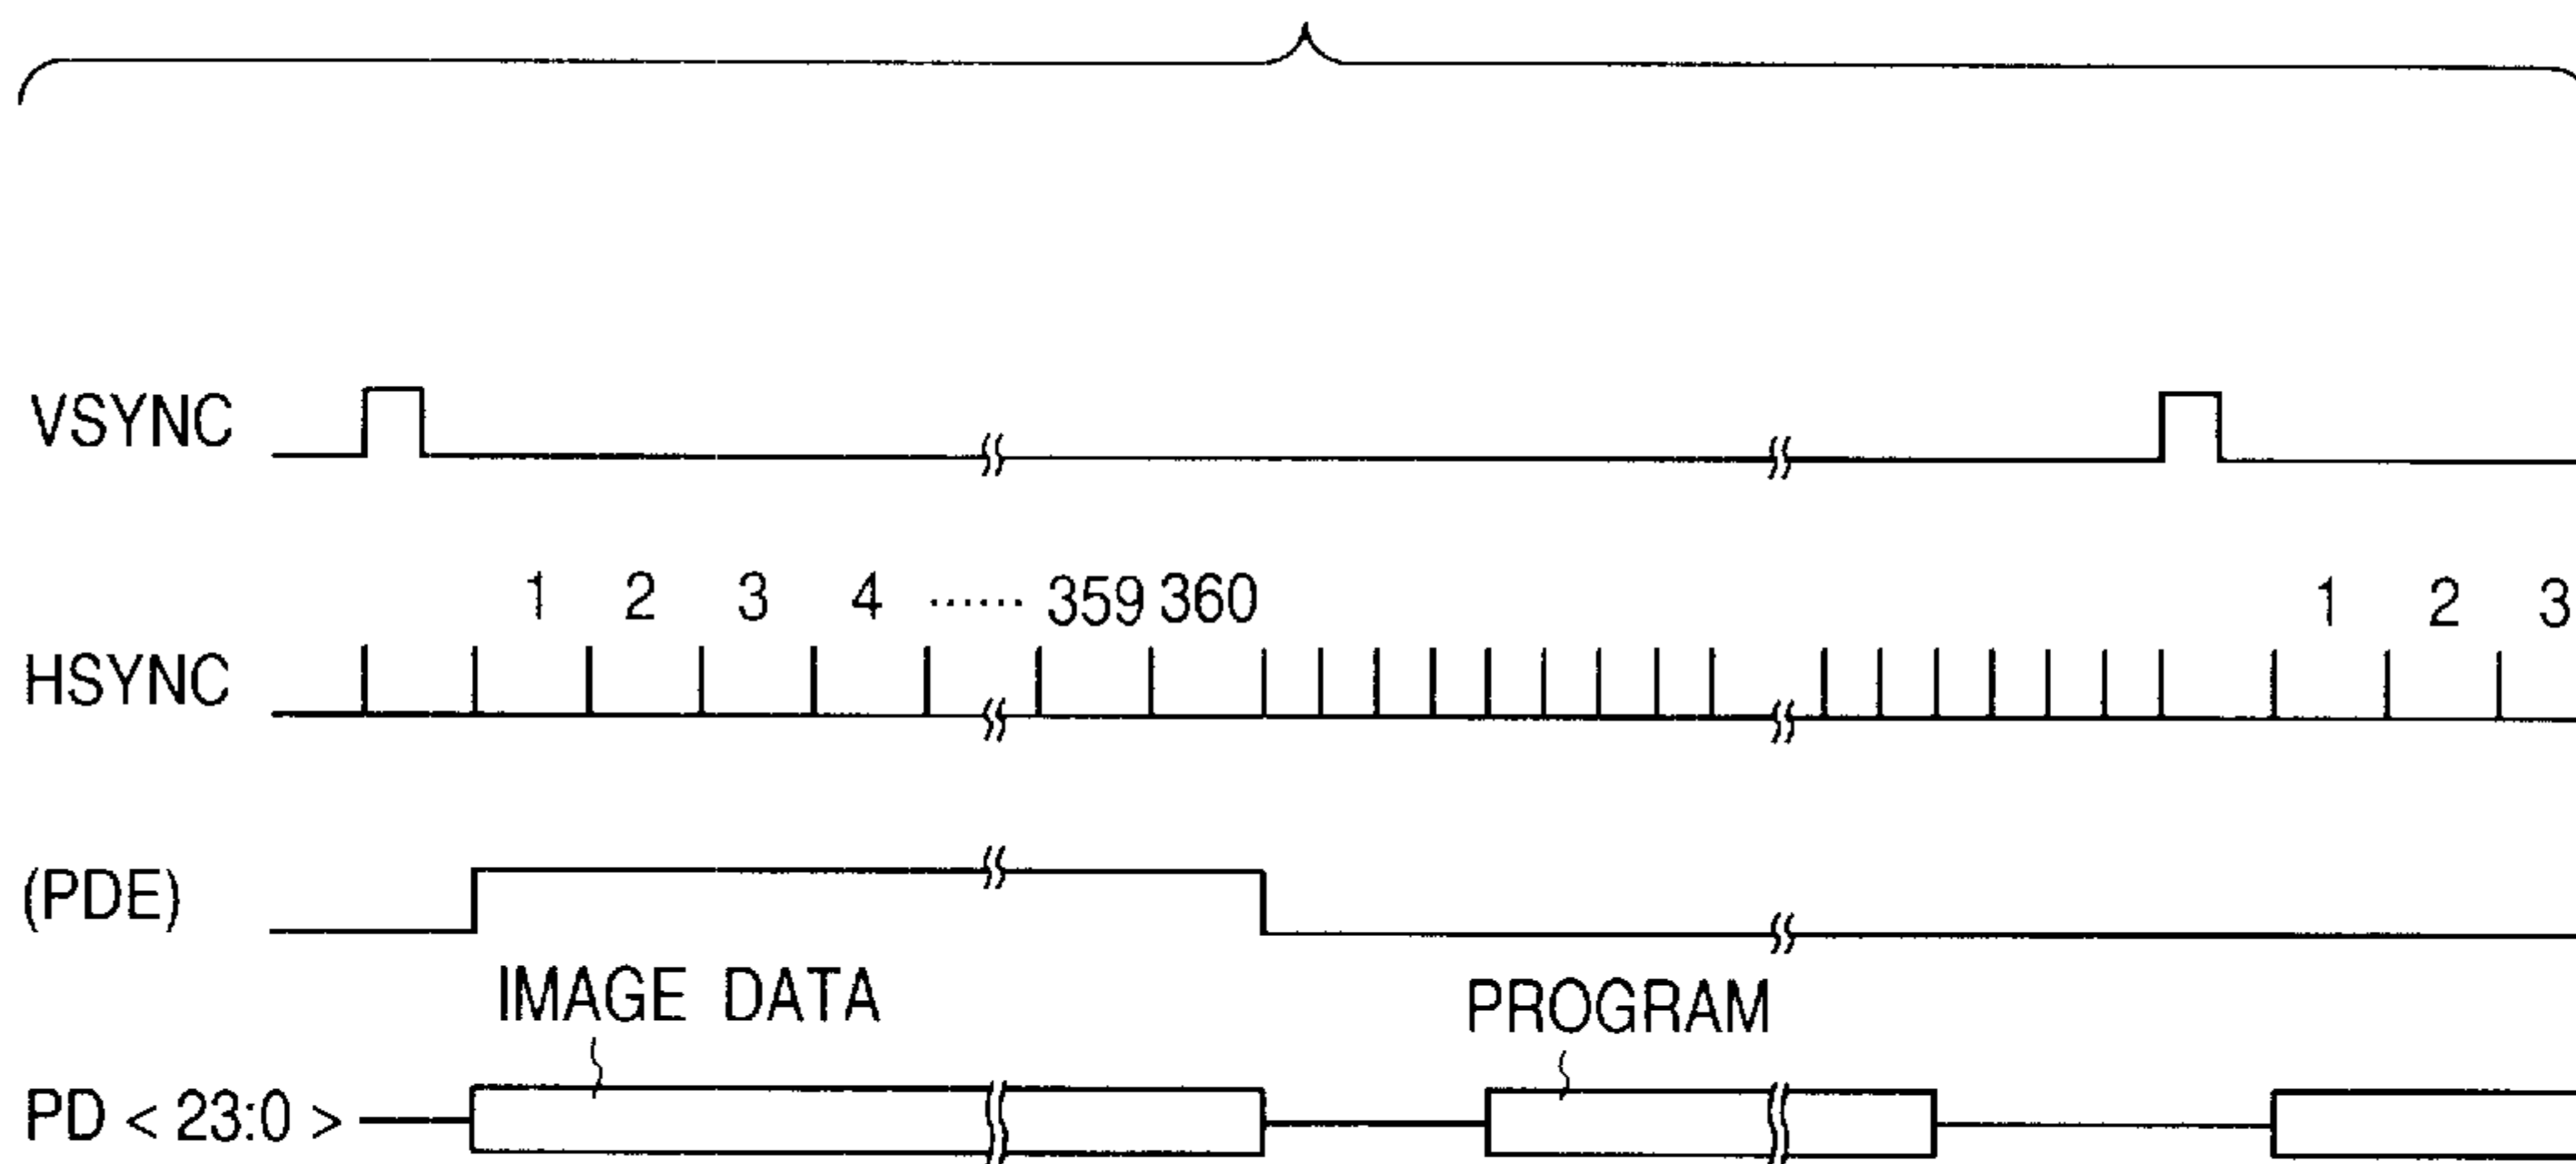 VSYNC
1 2 3 4 ...... 359 360 1 2 3
HSYNC
(PDE)
IMAGE DATA PROGRAM
PD < 23:0 >